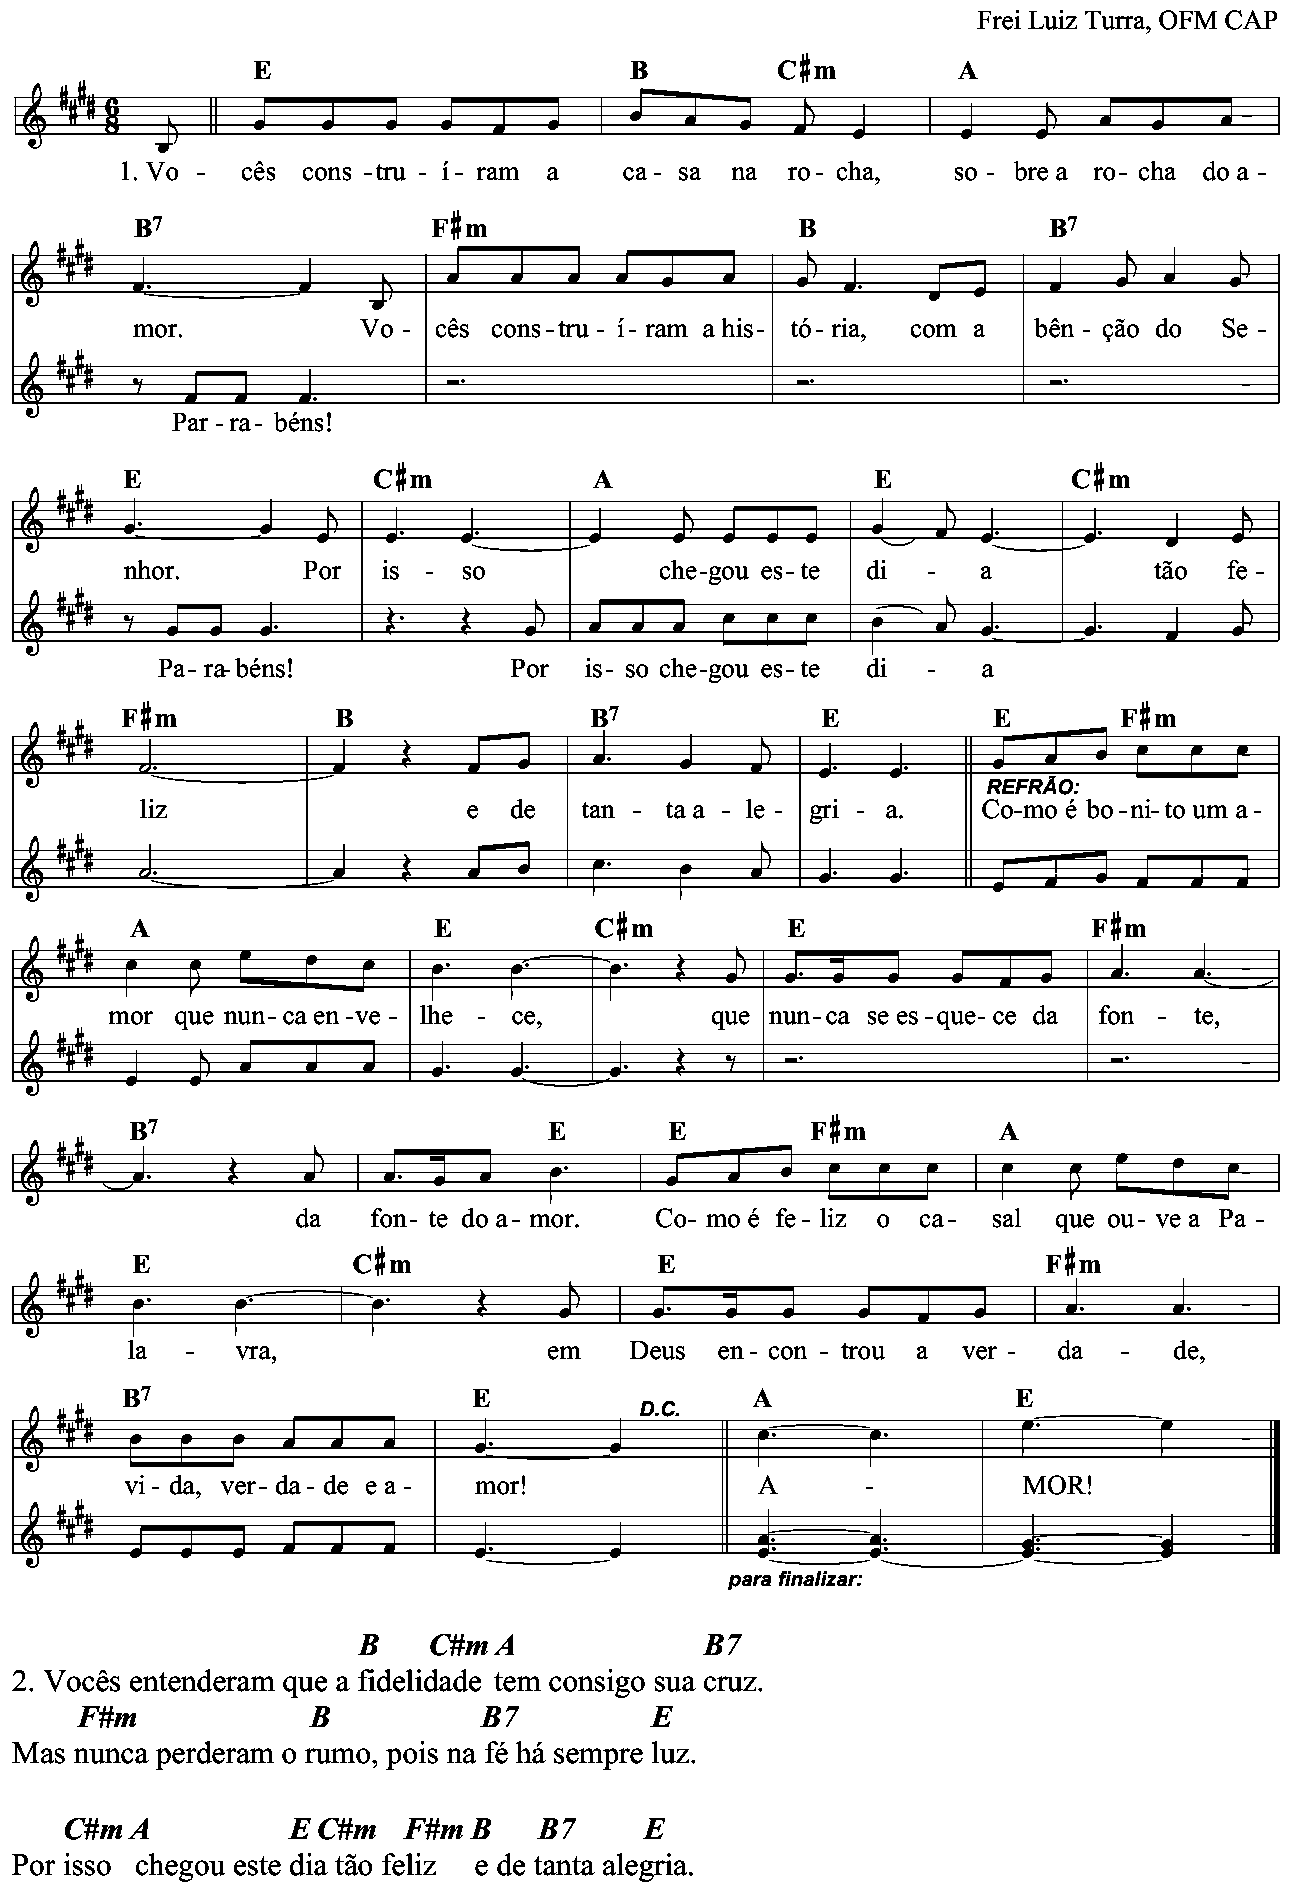 Frei Luiz Turra, OFM CAP
E B C#m A
6/8
1. Vo - cês cons -tru - í- ram a ca - sa na ro- cha, so - bre a ro - cha do a -
B7 F#m B B7
mor. Vo - cês cons -tru - í- ram a his - tó- ria, com a bên - ção do Se -
Par - ra - béns!
E C#m A E C#m
nhor. Por is - so che-gou es- te di - a tão fe -
Pa- ra- béns! Por is- so che-gou es- te di - a
F#m B B7 E E F#m
REFRÃO:
liz e de tan - ta a - le - gri - a. Co-mo é bo-ni- to um a -
A E C#m E F#m
mor que nun- ca en - ve - lhe - ce, que nun- ca se es - que- ce da fon - te,
B7 E E F#m A
da fon - te do a - mor. Co-mo é fe - liz o ca - sal que ou- ve a Pa -
E C#m E F#m
la - vra, em Deus en - con - trou a ver - da - de,
B7 E D.C. A E
vi - da, ver - da - de e a - mor! A - MOR!
para finalizar:
B C#m A B7
2. Vocês entenderam que a fidelidade tem consigo sua cruz.
F#m B B7 E
Mas nunca perderam o rumo, pois na fé há sempre luz.
C#m A E C#m F#m B B7 E
Por isso chegou este dia tão feliz e de tanta alegria.